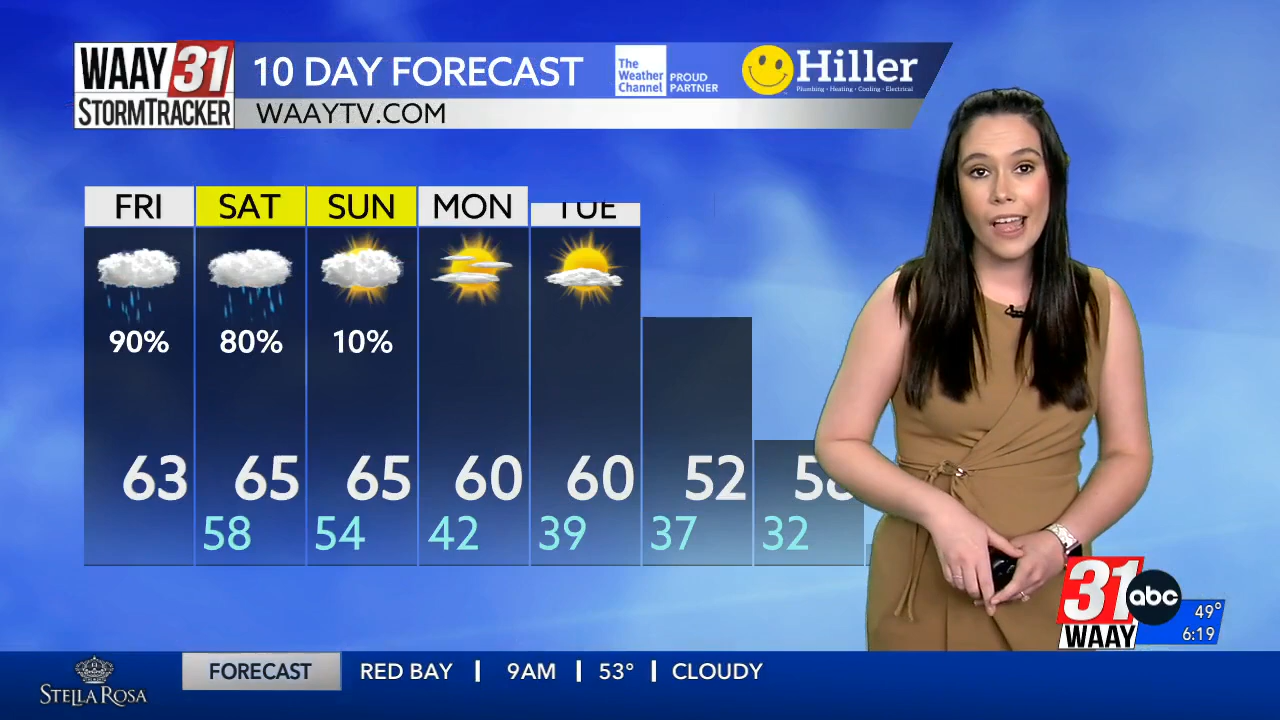 WAAY 31
STORMTRACKER
10 DAY FORECAST
WAAYTV.COM
The
Weather
Channel
PROUD
PARTNER
Hiller
Plumbing • Heating • Cooling • Electrical
FRI SAT SUN MON TUE
90% 80% 10%
63 65 65 60 60 52 58
58 54 42 39 37 32
31
WAAY
abc
49°
6:19
STELLA ROSA
FORECAST
RED BAY | 9AM | 53° | CLOUDY